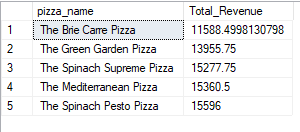 pizza_name Total_Revenue
1 The Brie Carre Pizza 11588.4998130798
2 The Green Garden Pizza 13955.75
3 The Spinach Supreme Pizza 15277.75
4 The Mediterranean Pizza 15360.5
5 The Spinach Pesto Pizza 15596